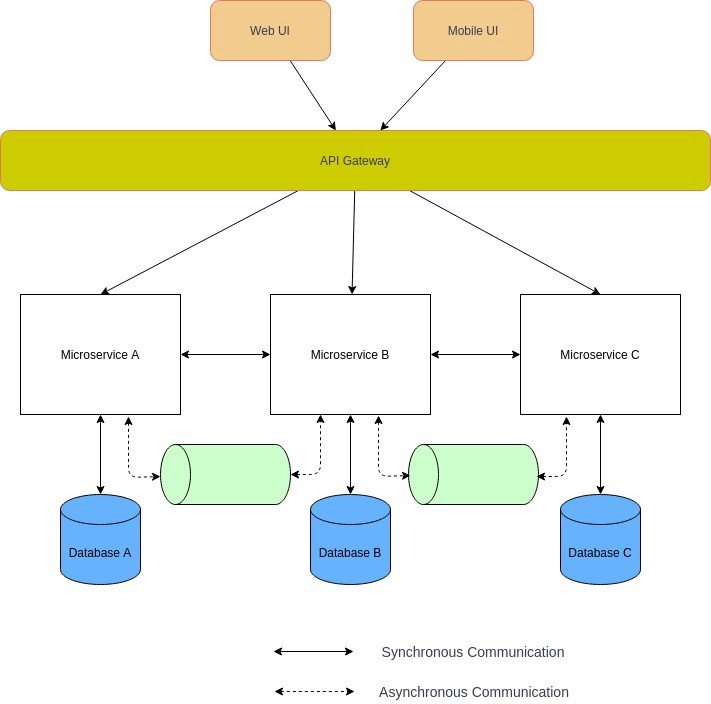 Web UI
Mobile UI
API Gateway
Microservice A
Microservice B
Microservice C
Database A
Database B
Database C
Synchronous Communication
Asynchronous Communication